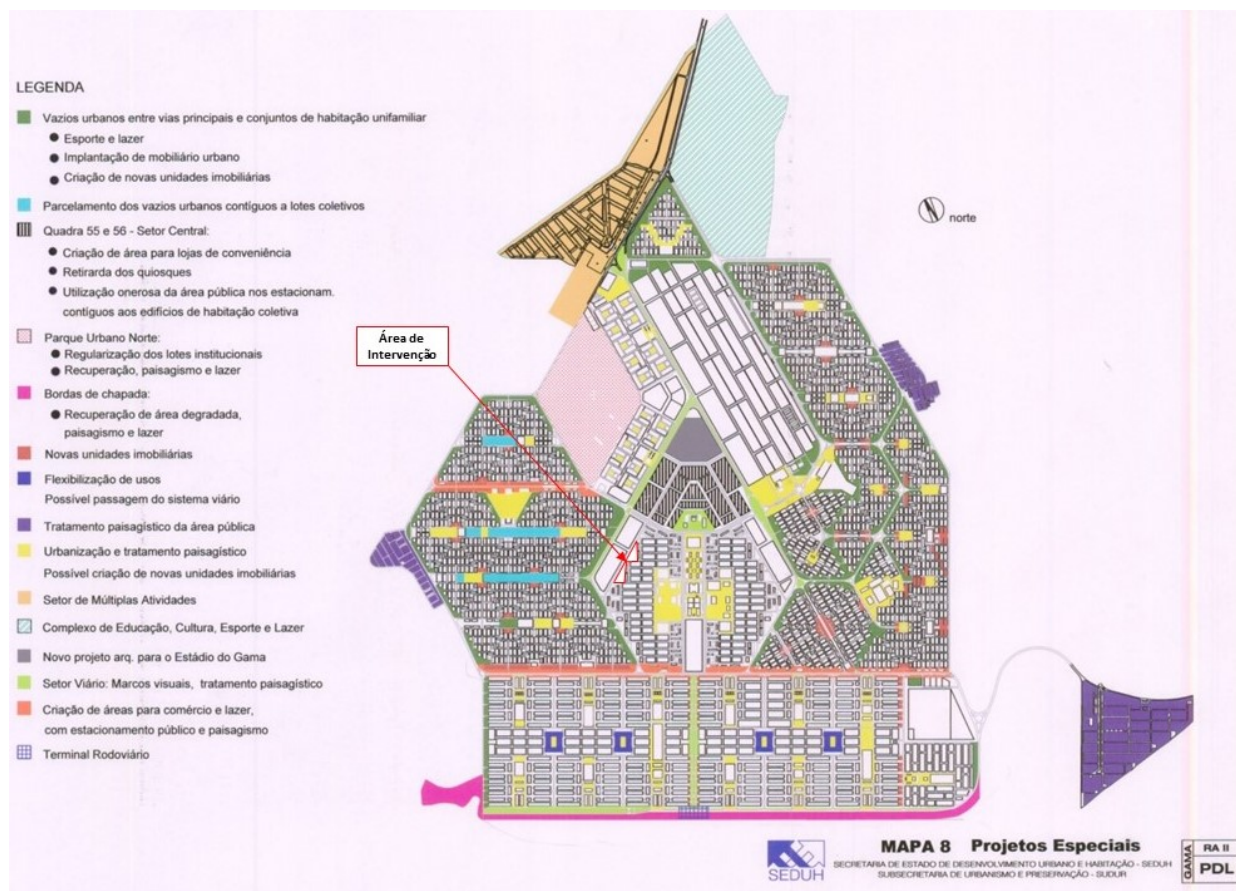 LEGENDA
Vazios urbanos entre vias principais e conjuntos de habitação unifamiliar
Esporte e lazer
Implantação de mobiliário urbano
Criação de novas unidades imobiliárias
Parcelamento dos vazios urbanos contíguos a lotes coletivos
Quadra 55 e 56 - Setor Central:
Criação de área para lojas de conveniência
Retirarda dos quiosques
Utilização onerosa da área pública nos estacionam.
contíguos aos edifícios de habitação coletiva
Parque Urbano Norte:
Regularização dos lotes institucionais
Recuperação, paisagismo e lazer
Bordas de chapada:
Recuperação de área degradada,
paisagismo e lazer
Novas unidades imobiliárias
Flexibilização de usos
Possível passagem do sistema viário
Tratamento paisagístico da área pública
Urbanização e tratamento paisagístico
Possível criação de novas unidades imobiliárias
Setor de Múltiplas Atividades
Complexo de Educação, Cultura, Esporte e Lazer
Novo projeto arq. para o Estádio do Gama
Setor Viário: Marcos visuais, tratamento paisagístico
Criação de áreas para comércio e lazer,
com estacionamento público e paisagismo
Terminal Rodoviário
norte
Área de
Intervenção
SEDUH
MAPA 8 Projetos Especiais
SECRETARIA DE ESTADO DE DESENVOLVIMENTO URBANO E HABITAÇÃO - SEDUH
SUBSECRETARIA DE URBANISMO E PRESERVAÇÃO - SUDUR
GAMA
RA II
PDL